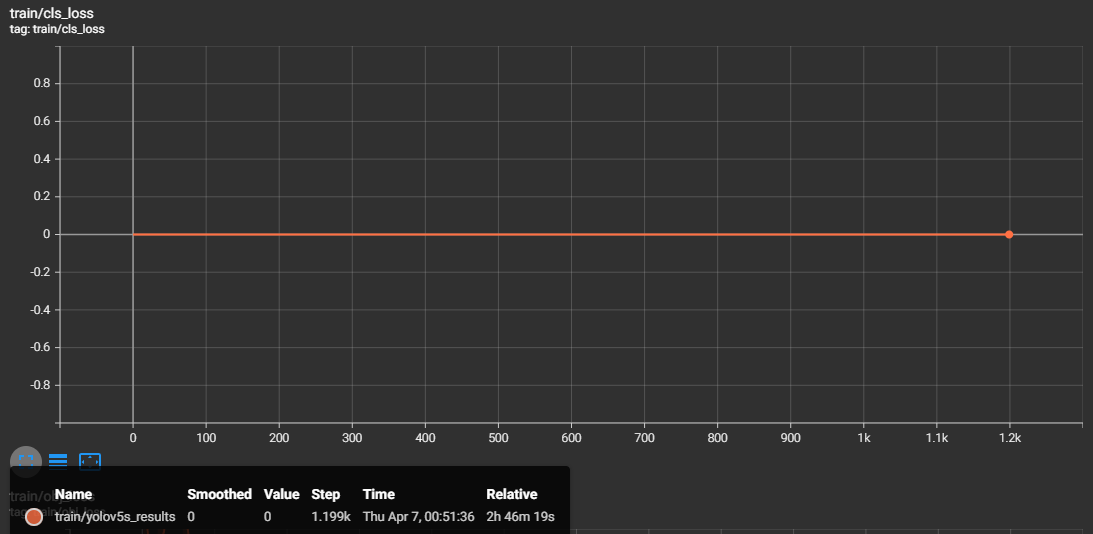 train/cls_loss
tag: train/cls_loss
0.8
0.6
0.4
0.2
0
-0.2
-0.4
-0.6
-0.8
0 100 200 300 400 500 600 700 800 900 1k 1.1k 1.2k
Name Smoothed Value Step Time Relative
train/yolov5s_results 0 0 1.199k Thu Apr 7, 00:51:36 2h 46m 19s